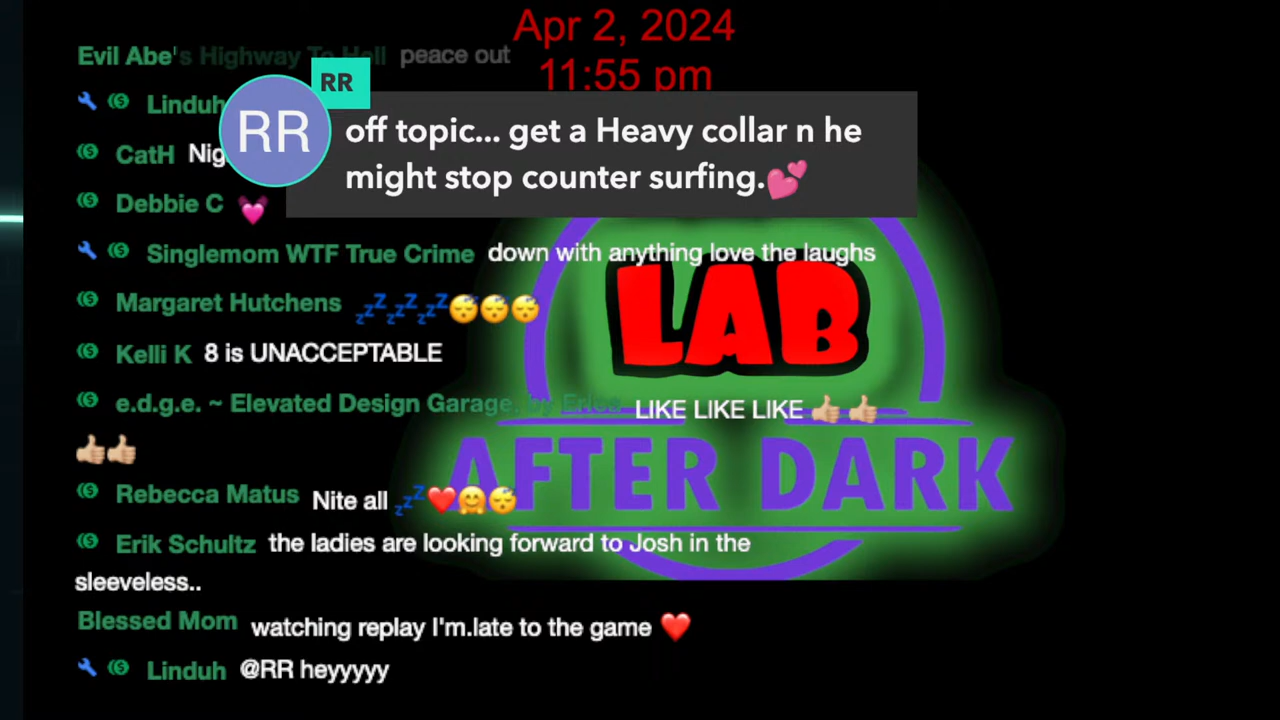 Apr 2, 2024
11:55 pm
Evil Abe's Highway To Hell peace out
RR
RR
off topic... get a Heavy collar n he
might stop counter surfing.💕
Linduh
CatH Nig
Debbie C 💓
Singlemom WTF True Crime down with anything love the laughs
Margaret Hutchens 💤💤💤😴😴😴
Kelli K 8 is UNACCEPTABLE
e.d.g.e. ~ Elevated Design Garage. by Erica LIKE LIKE LIKE 👍🏼👍🏼
👍🏼👍🏼
Rebecca Matus Nite all 💤❤️🤗😴
Erik Schultz the ladies are looking forward to Josh in the
sleeveless..
Blessed Mom watching replay I'm.late to the game ❤️
Linduh @RR heyyyyy
LAB
AFTER DARK